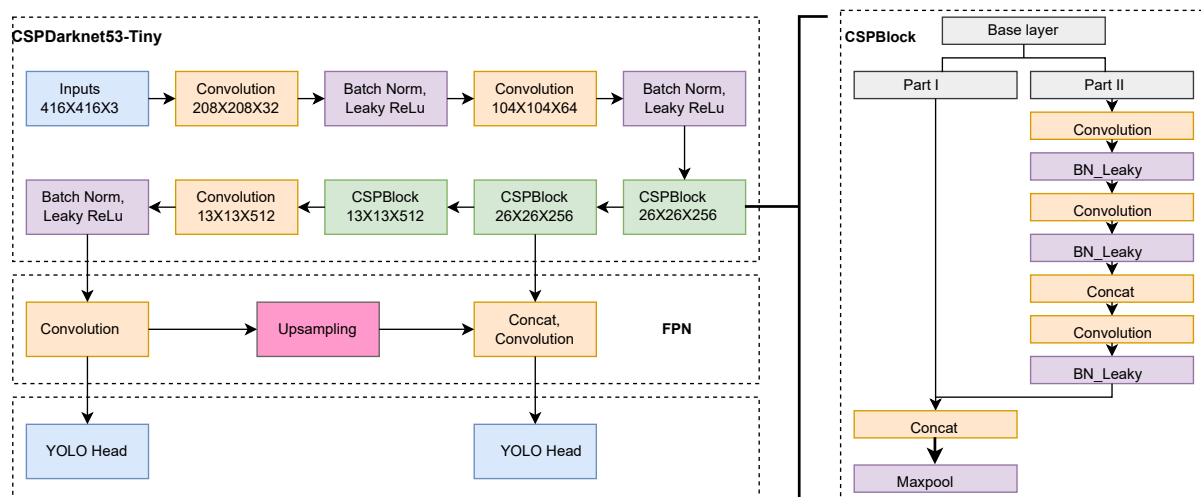 CSPDarknet53-Tiny
Inputs
416X416X3
Convolution
208X208X32
Batch Norm,
Leaky ReLu
Convolution
104X104X64
Batch Norm,
Leaky ReLu
Batch Norm,
Leaky ReLu
Convolution
13X13X512
CSPBlock
13X13X512
CSPBlock
26X26X256
CSPBlock
26X26X256
Convolution
Upsampling
Concat,
Convolution
FPN
YOLO Head
YOLO Head
CSPBlock
Base layer
Part I
Part II
Convolution
BN_Leaky
Convolution
BN_Leaky
Concat
Convolution
BN_Leaky
Concat
Maxpool